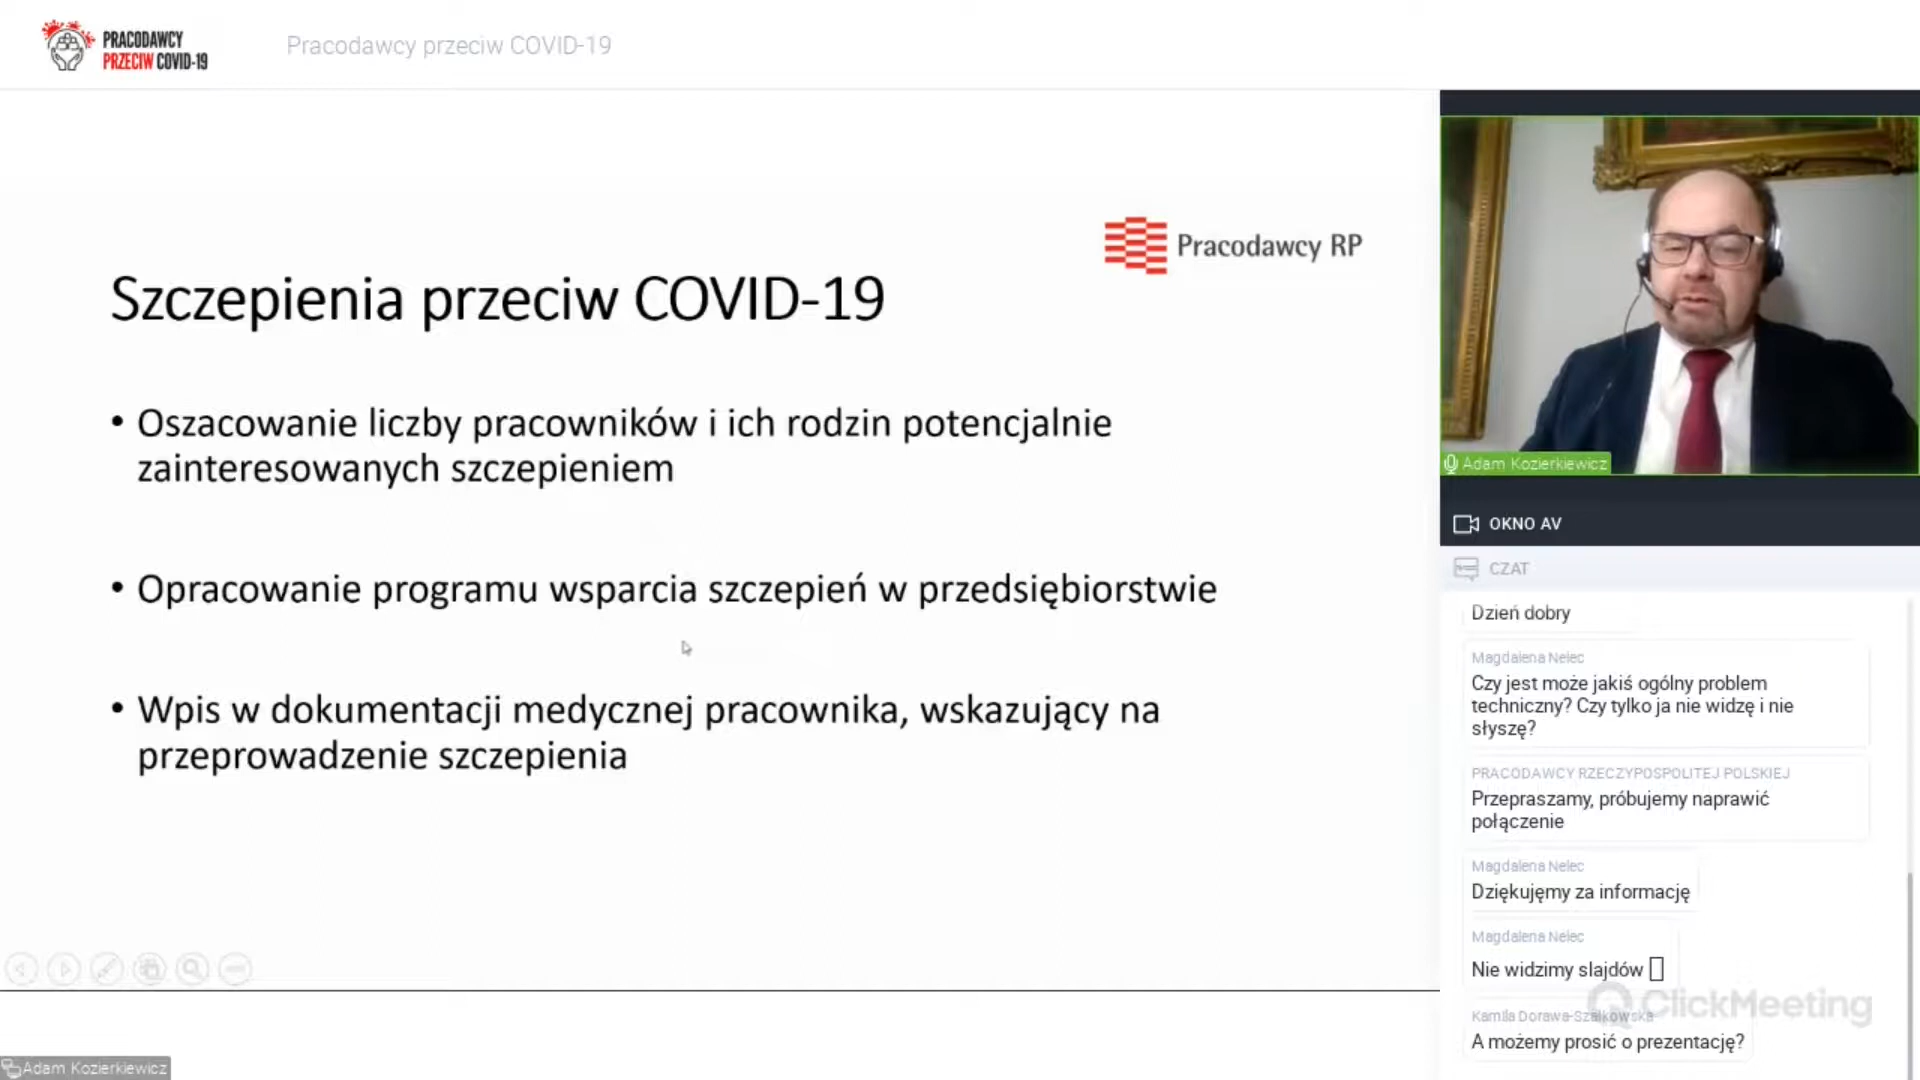 PRACODAWCY
PRZECIW COVID-19
Pracodawcy przeciw COVID-19
Pracodawcy RP
Szczepienia przeciw COVID-19
• Oszacowanie liczby pracowników i ich rodzin potencjalnie
zainteresowanych szczepieniem
• Opracowanie programu wsparcia szczepień w przedsiębiorstwie
• Wpis w dokumentacji medycznej pracownika, wskazujący na
przeprowadzenie szczepienia
Adam Kozierkiewicz
Adam Kozierkiewicz
OKNO AV
CZAT
Dzień dobry
Magdalena Nelec
Czy jest może jakiś ogólny problem
techniczny? Czy tylko ja nie widzę i nie
słyszę?
PRACODAWCY RZECZYPOSPOLITEJ POLSKIEJ
Przepraszamy, próbujemy naprawić
połączenie
Magdalena Nelec
Dziękujęmy za informację
Magdalena Nelec
Nie widzimy slajdów
ClickMeeting
Kamila Dorawa-Szalkowska
A możemy prosić o prezentację?